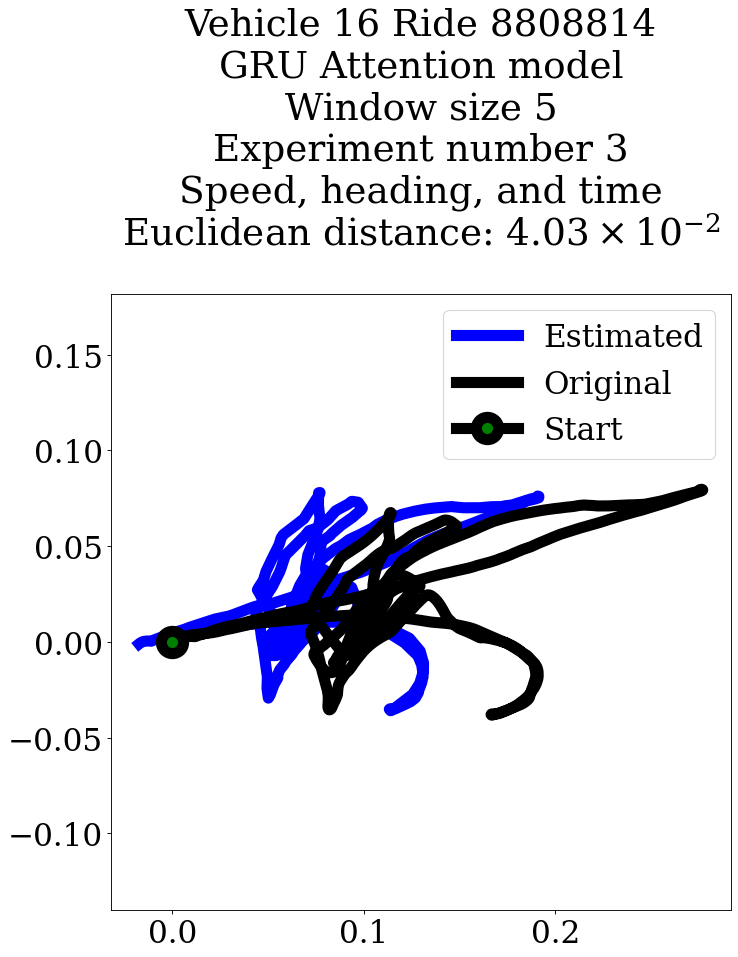 Vehicle 16 Ride 8808814
GRU Attention model
Window size 5
Experiment number 3
Speed, heading, and time
Euclidean distance: 4.03 × 10⁻²
Estimated
Original
Start
0.15
0.10
0.05
0.00
−0.05
−0.10
0.0 0.1 0.2